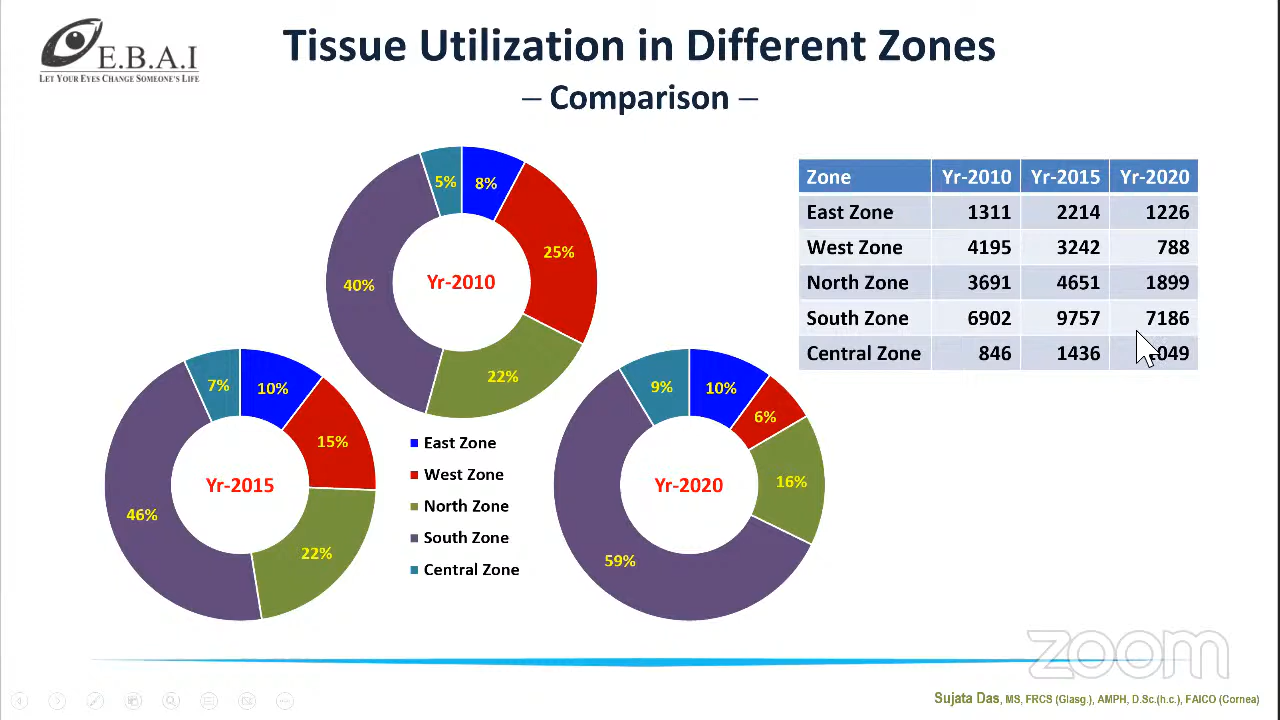 E.B.A.I
LET YOUR EYES CHANGE SOMEONE'S LIFE
Tissue Utilization in Different Zones
– Comparison –
5%
8%
25%
22%
40%
Yr-2010
Zone Yr-2010 Yr-2015 Yr-2020
East Zone 1311 2214 1226
West Zone 4195 3242 788
North Zone 3691 4651 1899
South Zone 6902 9757 7186
Central Zone 846 1436
7%
10%
15%
22%
46%
Yr-2015
East Zone
West Zone
North Zone
South Zone
Central Zone
9%
10%
6%
16%
59%
Yr-2020
zoom
Sujata Das, MS, FRCS (Glasg.), AMPH, D.Sc.(h.c.), FAICO (Cornea)